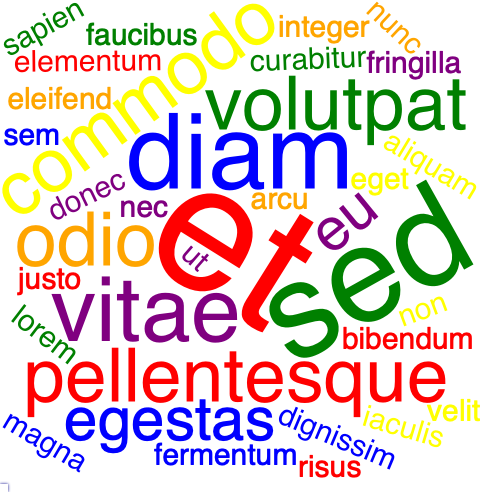 sapien
faucibus
commodo
integer
nunc
elementum
curabitur
fringilla
eleifend
volutpat
sem
diam
aliquam
donec
nec
arcu
eget
et
eu
sed
odio
ut
justo
vitae
non
lorem
bibendum
pellentesque
egestas
velit
magna
dignissim
iaculis
fermentum
risus